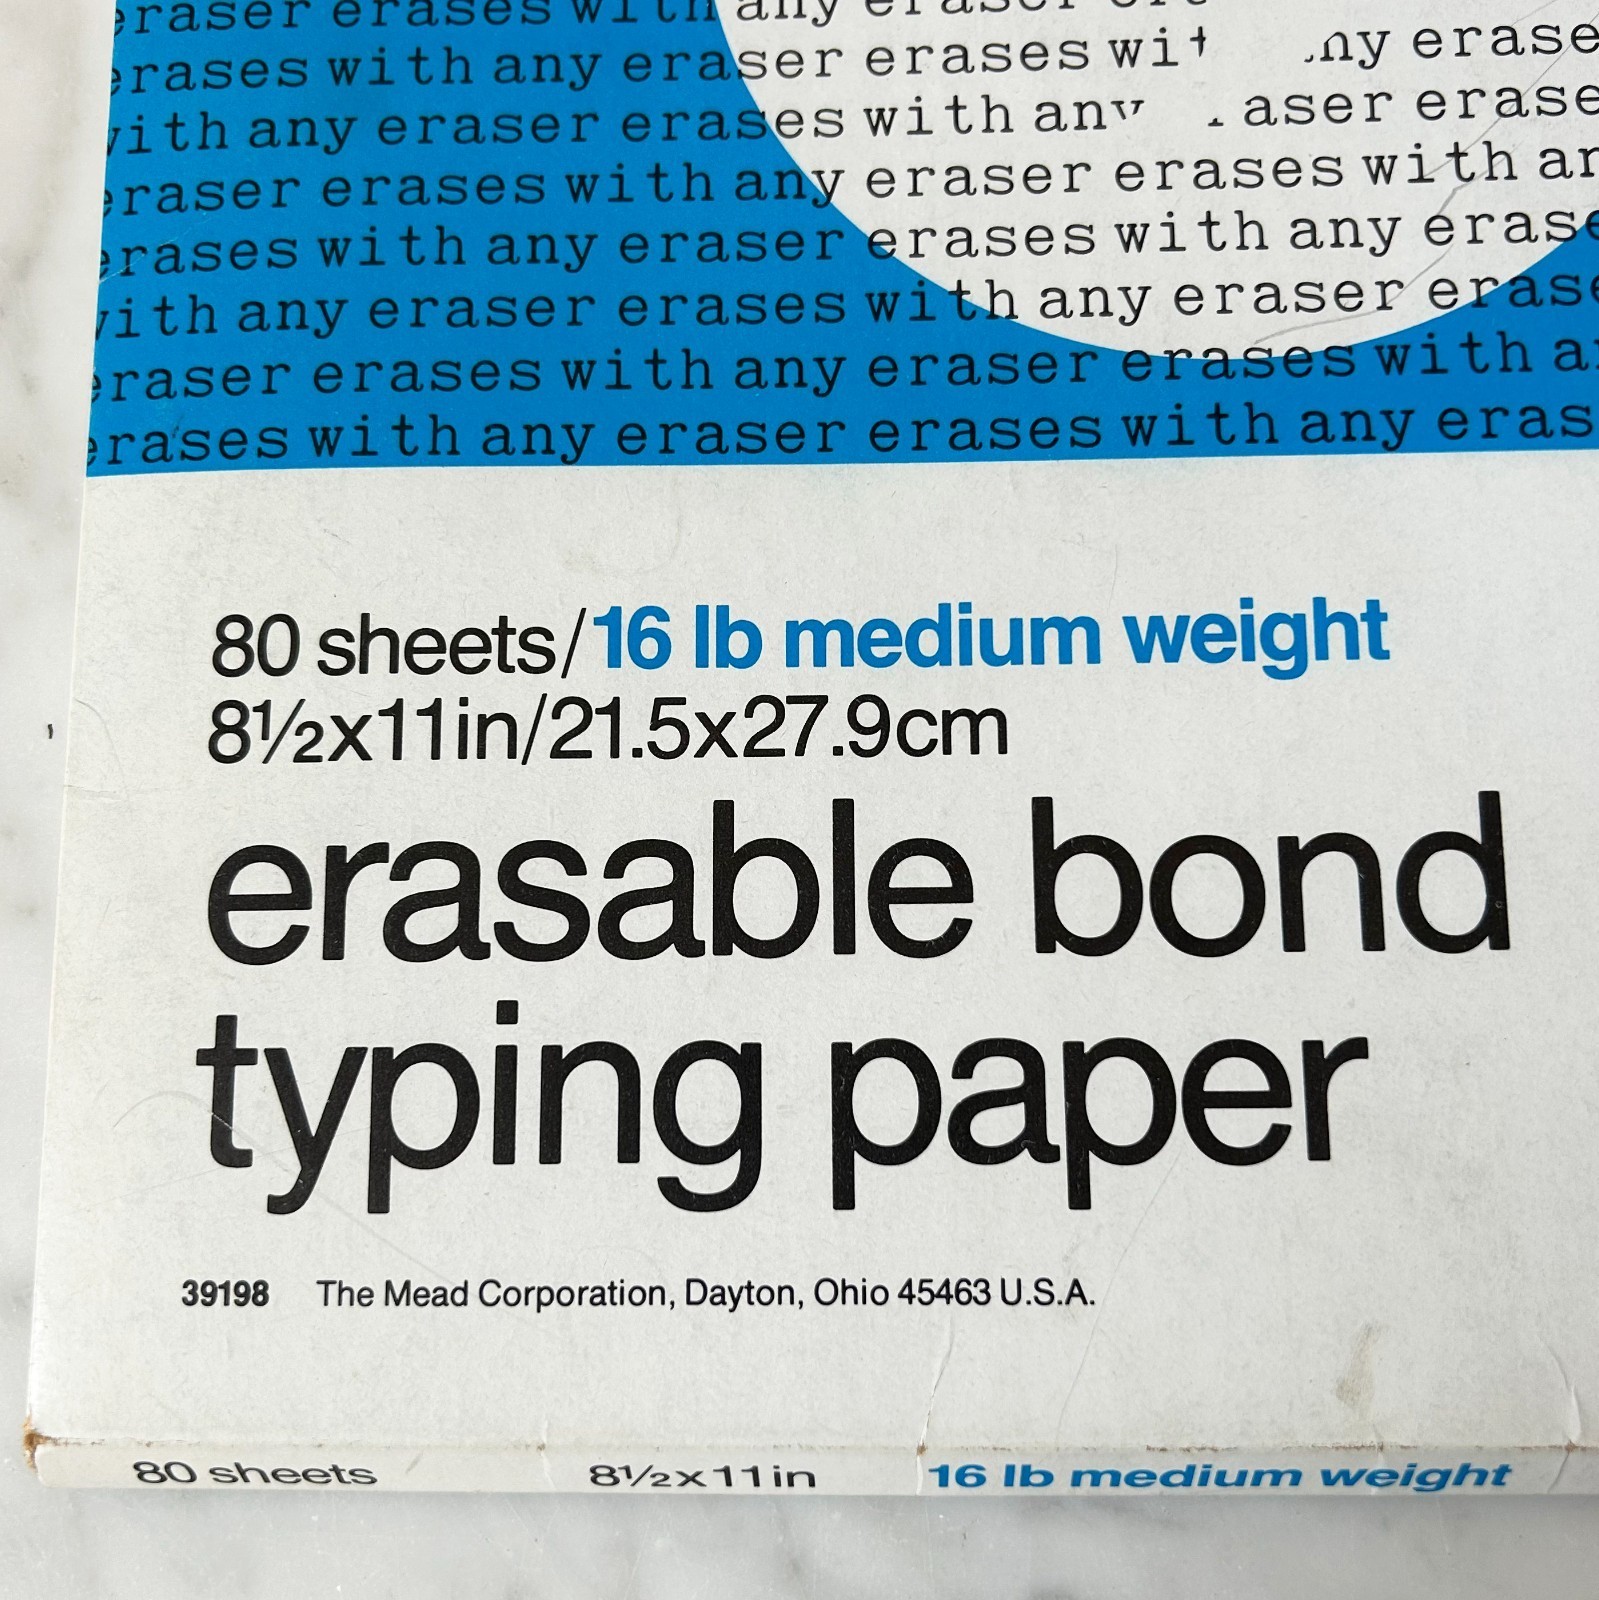 eraser erases with any eraser
erases with any eraser erases erase
with any eraser erases with erase
eraser erases with any eraser erases with
erases with any eraser erases with any
with any eraser erases with any eraser
eraser erases with any eraser erases with
erases with any eraser erases with any
80 sheets/16 lb medium weight
8½x11in/21.5x27.9cm
erasable bond
typing paper
39198 The Mead Corporation, Dayton, Ohio 45463 U.S.A.
80 sheets 8½x11in 16 lb medium weight